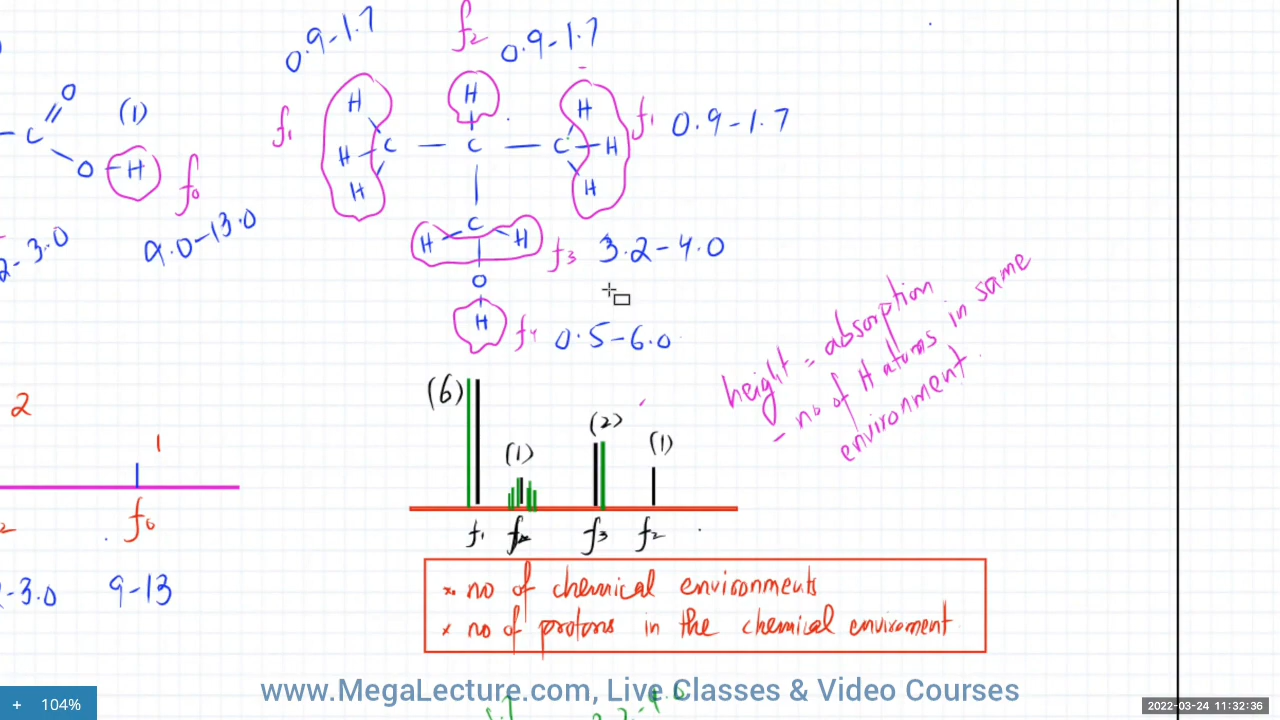 f₂
0.9-1.7
0.9-1.7
O
(1)
H
H
H
f₁
f₁
0.9-1.7
C
H
C
C
C
H
O
H
H
H
f₀
9.0-13.0
-3.0
C
H
H
f₃
3.2-4.0
O
H
f₄
0.5-6.0
height = absorption
- no of H atoms in same
environment
2
(6)
(1)
(2)
(1)
1
f₀
f₁
f₃
f₂
-3.0
9-13
* no of chemical environments
* no of protons in the chemical enviroment
www.MegaLecture.com, Live Classes & Video Courses
+ 104%
2022-03-24 11:32:36